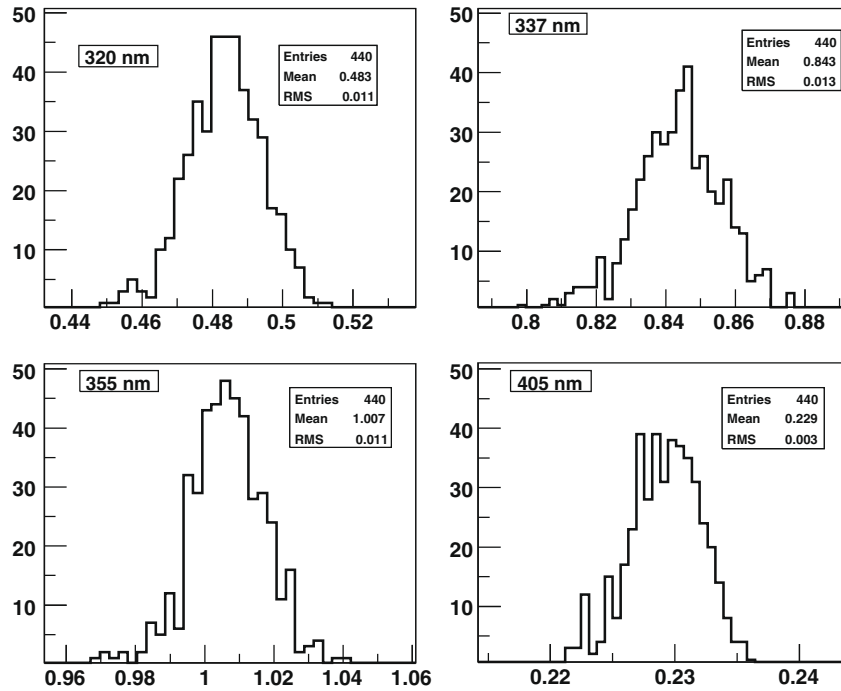 50
40
30
20
10
320 nm
Entries 440
Mean 0.483
RMS 0.011
0.44 0.46 0.48 0.5 0.52
50
40
30
20
10
337 nm
Entries 440
Mean 0.843
RMS 0.013
0.8 0.82 0.84 0.86 0.88
50
40
30
20
10
355 nm
Entries 440
Mean 1.007
RMS 0.011
0.96 0.98 1 1.02 1.04 1.06
50
40
30
20
10
405 nm
Entries 440
Mean 0.229
RMS 0.003
0.22 0.23 0.24